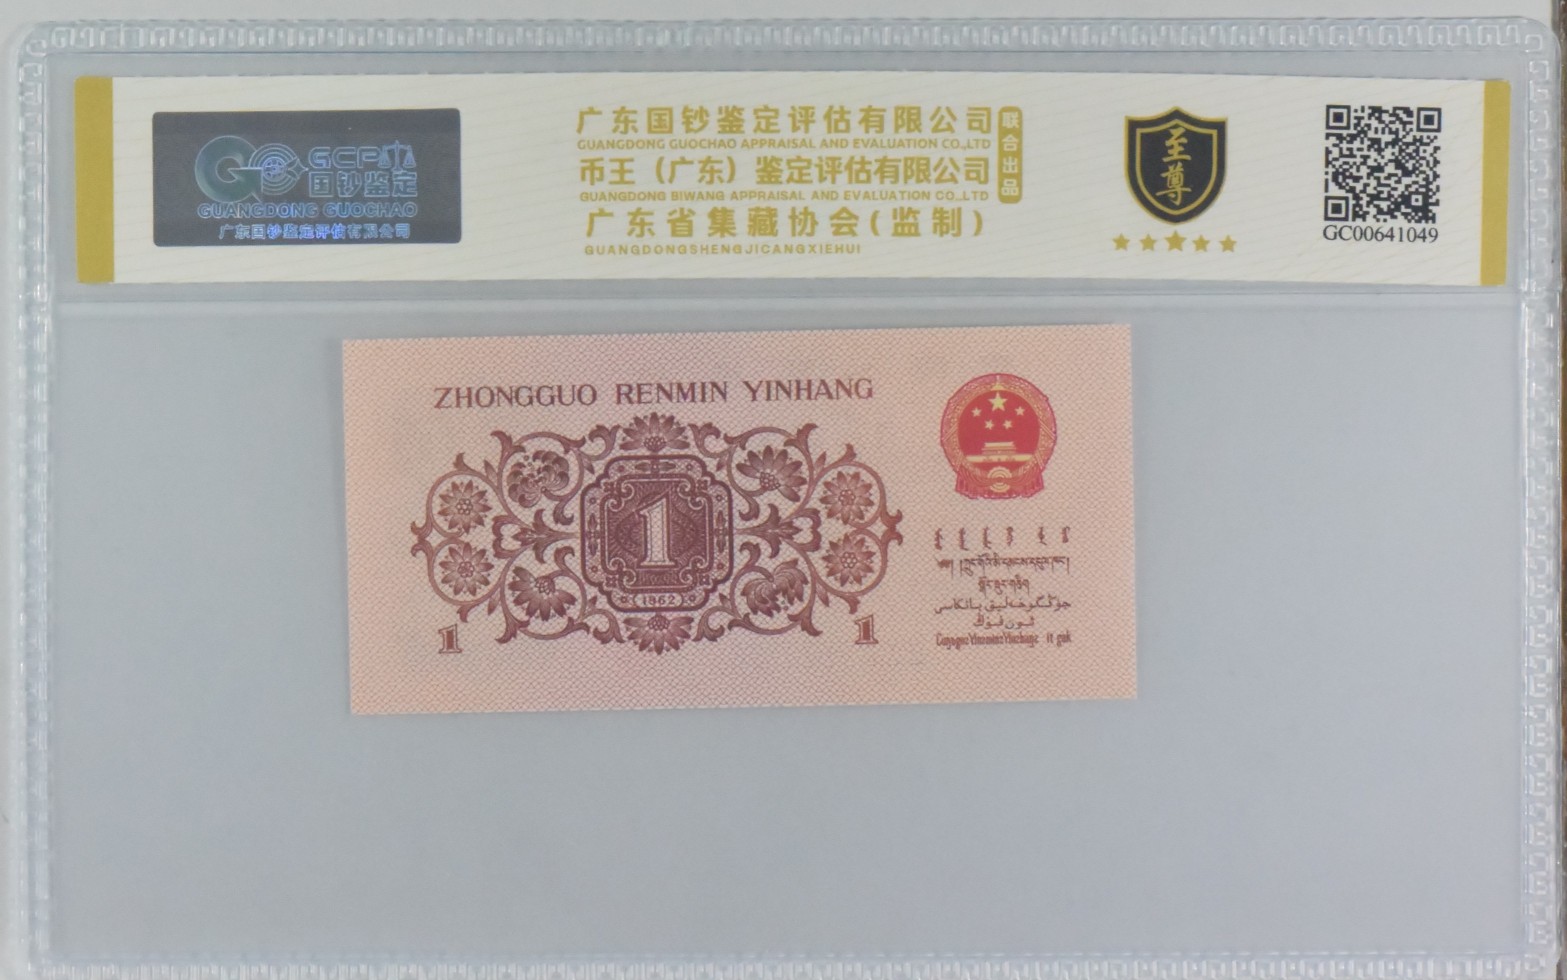 GCP
国钞鉴定
GUANGDONG GUOCHAO
广东国钞鉴定评估有限公司
广东国钞鉴定评估有限公司
GUANGDONG GUOCHAO APPRAISAL AND EVALUATION CO.,LTD
币王（广东）鉴定评估有限公司
GUANGDONG BIWANG APPRAISAL AND EVALUATION CO.,LTD
联合出品
广东省集藏协会(监制)
GUANGDONGSHENGJICANGXIEHUI
至尊
GC00641049
ZHONGGUO RENMIN YINHANG
1
(1962)
1
1
جۇڭگو خەلىق بانكاسى